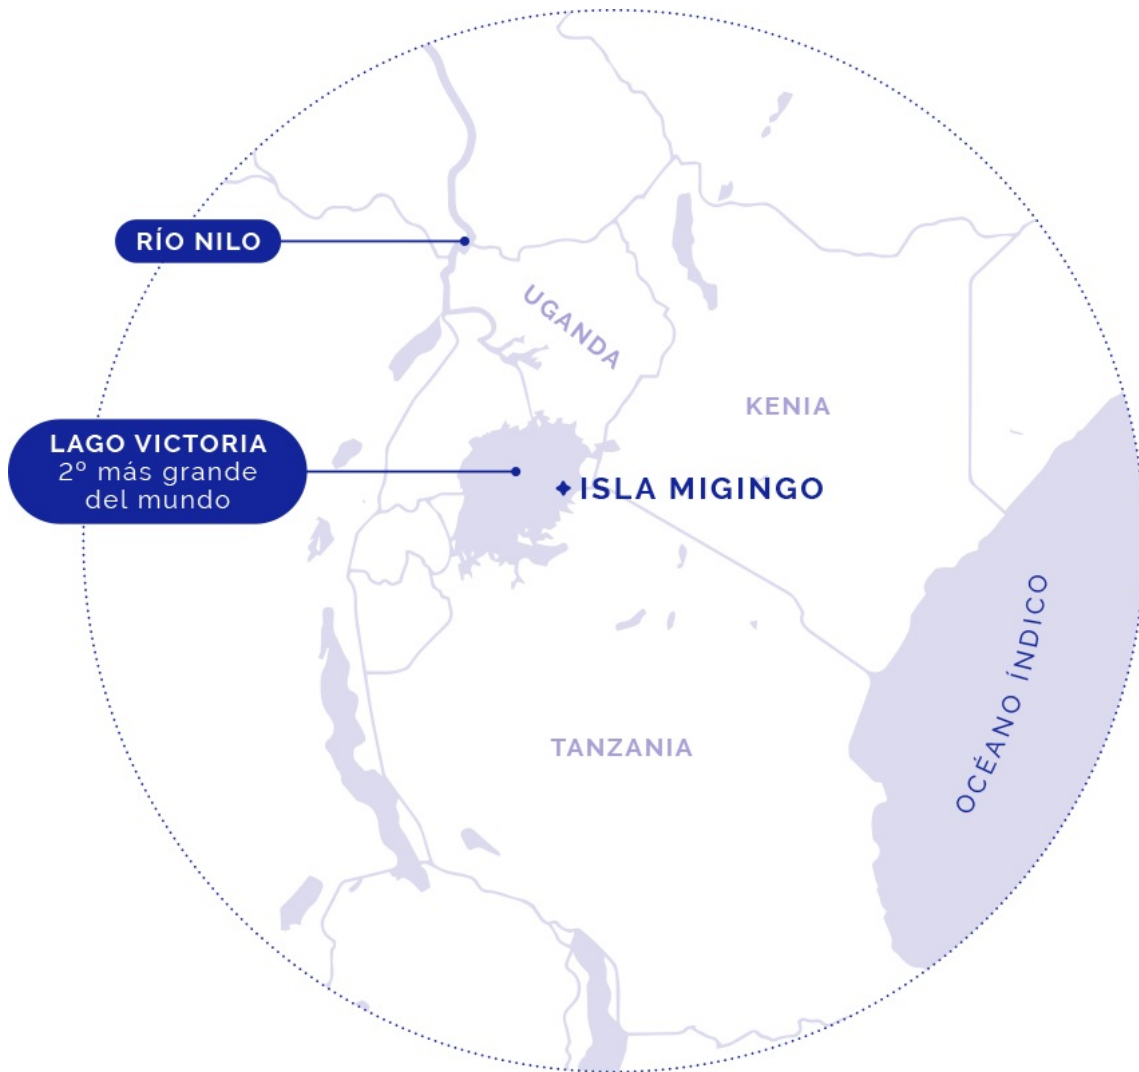 RÍO NILO
UGANDA
KENIA
LAGO VICTORIA
2º más grande
del mundo
ISLA MIGINGO
OCÉANO ÍNDICO
TANZANIA